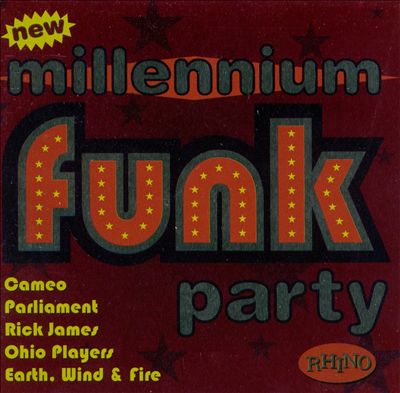 new
millennium
funk
party
Cameo
Parliament
Rick James
Ohio Players
Earth, Wind & Fire
RHINO